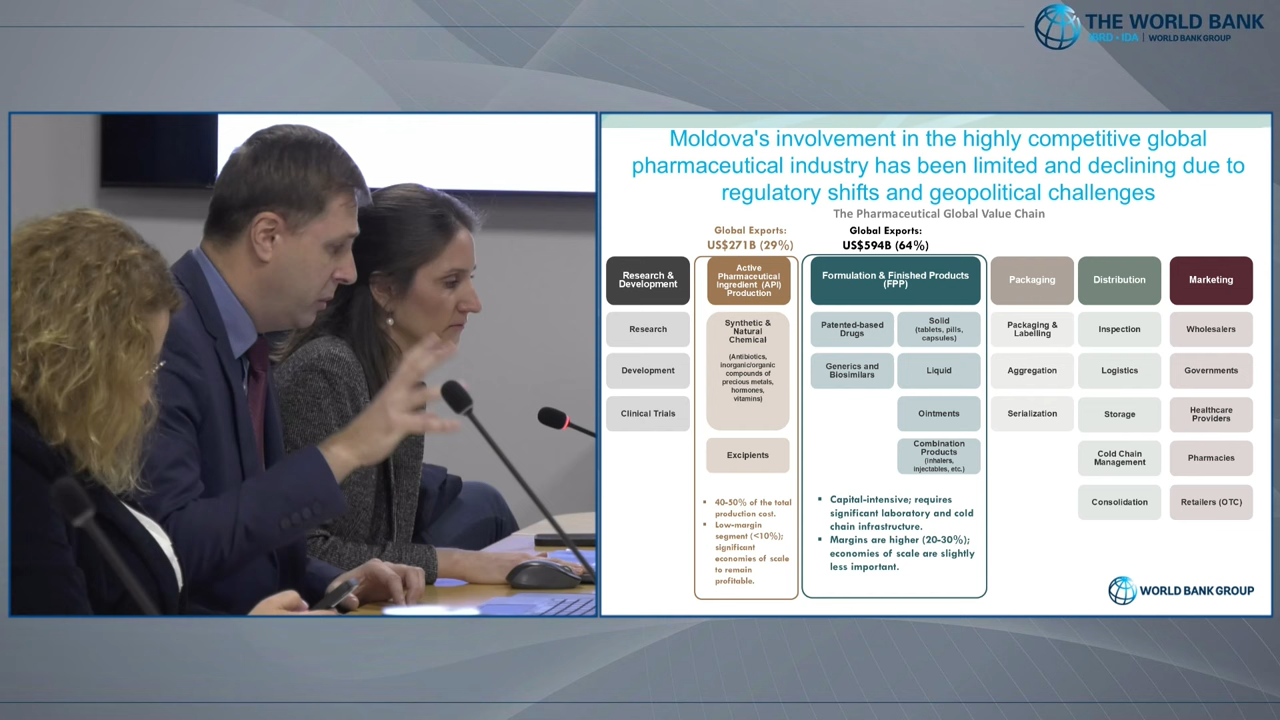 THE WORLD BANK
IBRD • IDA | WORLD BANK GROUP
Moldova's involvement in the highly competitive global
pharmaceutical industry has been limited and declining due to
regulatory shifts and geopolitical challenges
The Pharmaceutical Global Value Chain
Global Exports:
US$271B (29%)
Global Exports:
US$594B (64%)
Research &
Development
Research
Development
Clinical Trials
Active
Pharmaceutical
Ingredient (API)
Production
Synthetic &
Natural
Chemical
(Antibiotics,
inorganic/organic
compounds of
precious metals,
hormones,
vitamins)
Excipients
▪ 40-50% of the total
production cost.
▪ Low-margin
segment (<10%);
significant
economies of scale
to remain
profitable.
Formulation & Finished Products
(FPP)
Patented-based
Drugs
Generics and
Biosimilars
Solid
(tablets, pills,
capsules)
Liquid
Ointments
Combination
Products
(inhalers,
injectables, etc.)
▪ Capital-intensive; requires
significant laboratory and cold
chain infrastructure.
▪ Margins are higher (20-30%);
economies of scale are slightly
less important.
Packaging
Packaging &
Labelling
Aggregation
Serialization
Distribution
Inspection
Logistics
Storage
Cold Chain
Management
Consolidation
Marketing
Wholesalers
Governments
Healthcare
Providers
Pharmacies
Retailers (OTC)
WORLD BANK GROUP